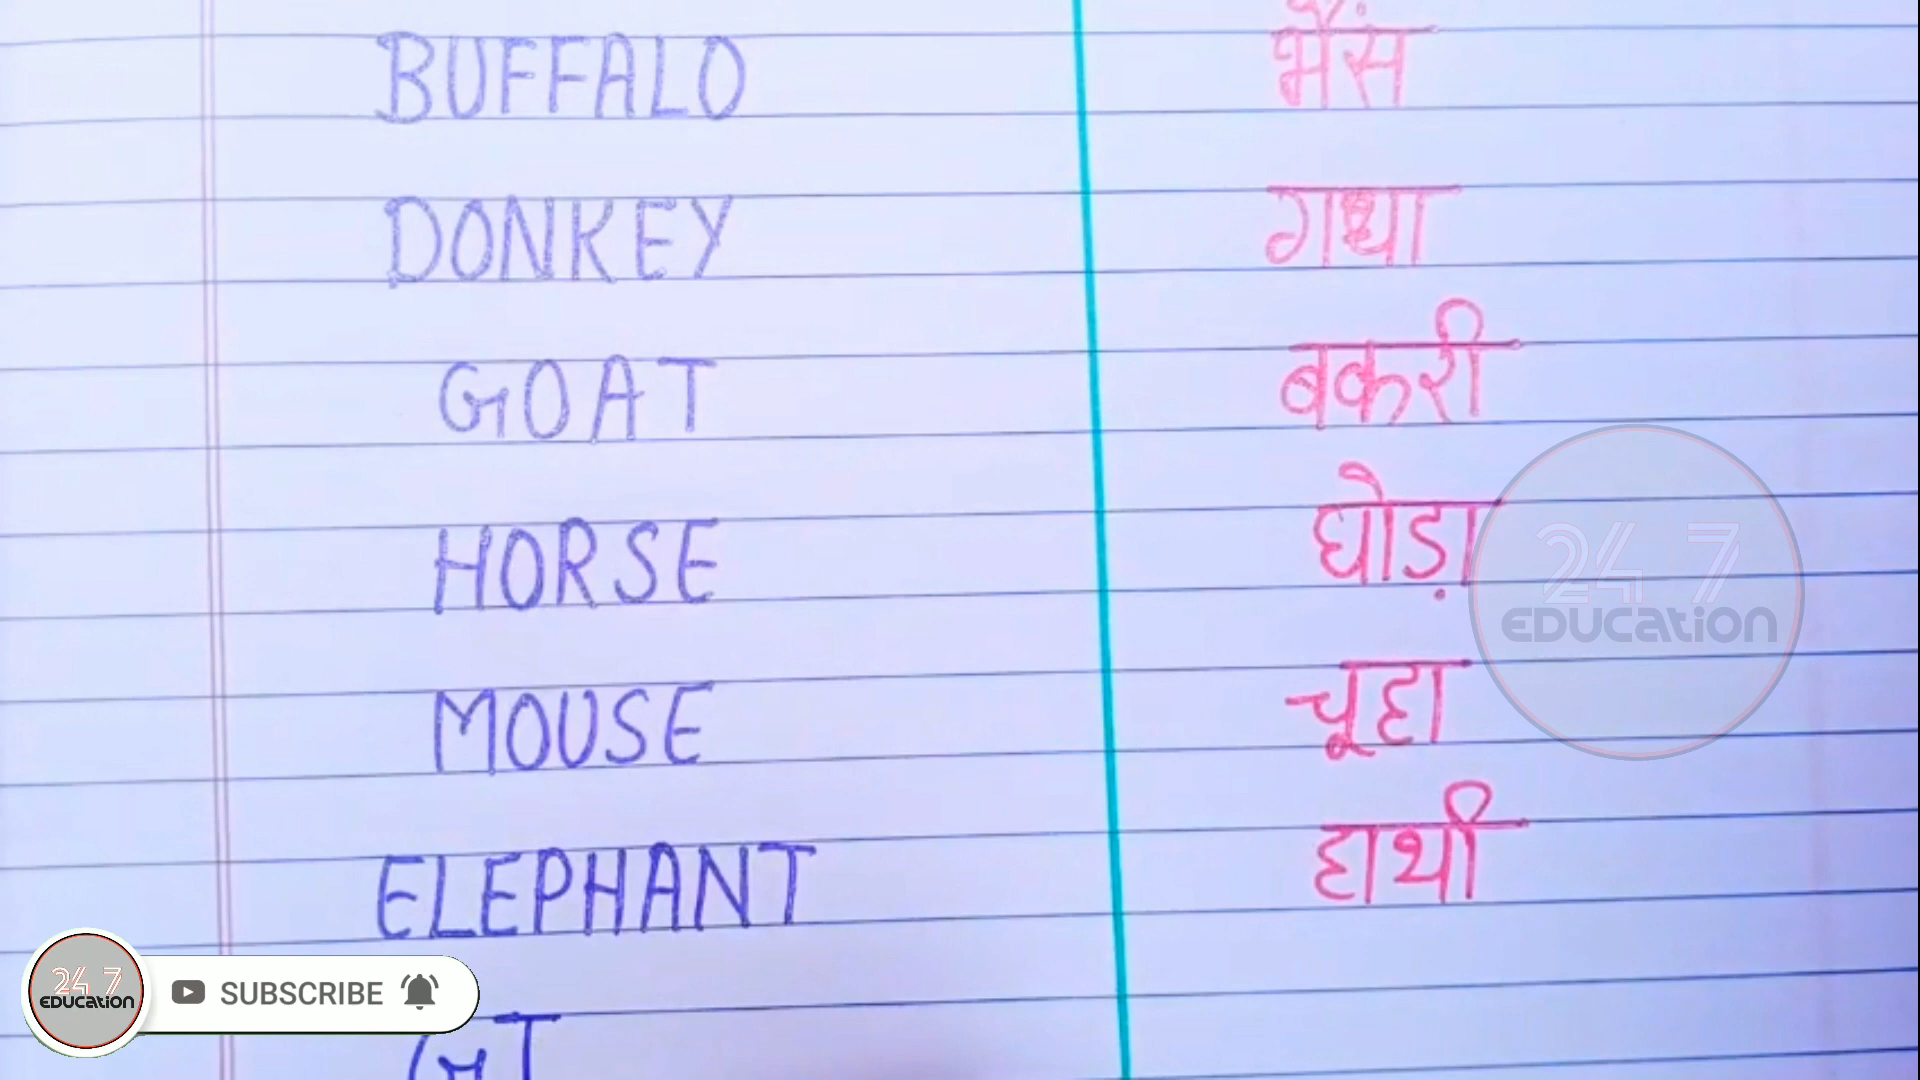 BUFFALO भैंस
DONKEY गधा
GOAT बकरी
HORSE घोड़ा
MOUSE चूहा
ELEPHANT हाथी
24 7
EDUCATION
24 7
EDUCATION
SUBSCRIBE